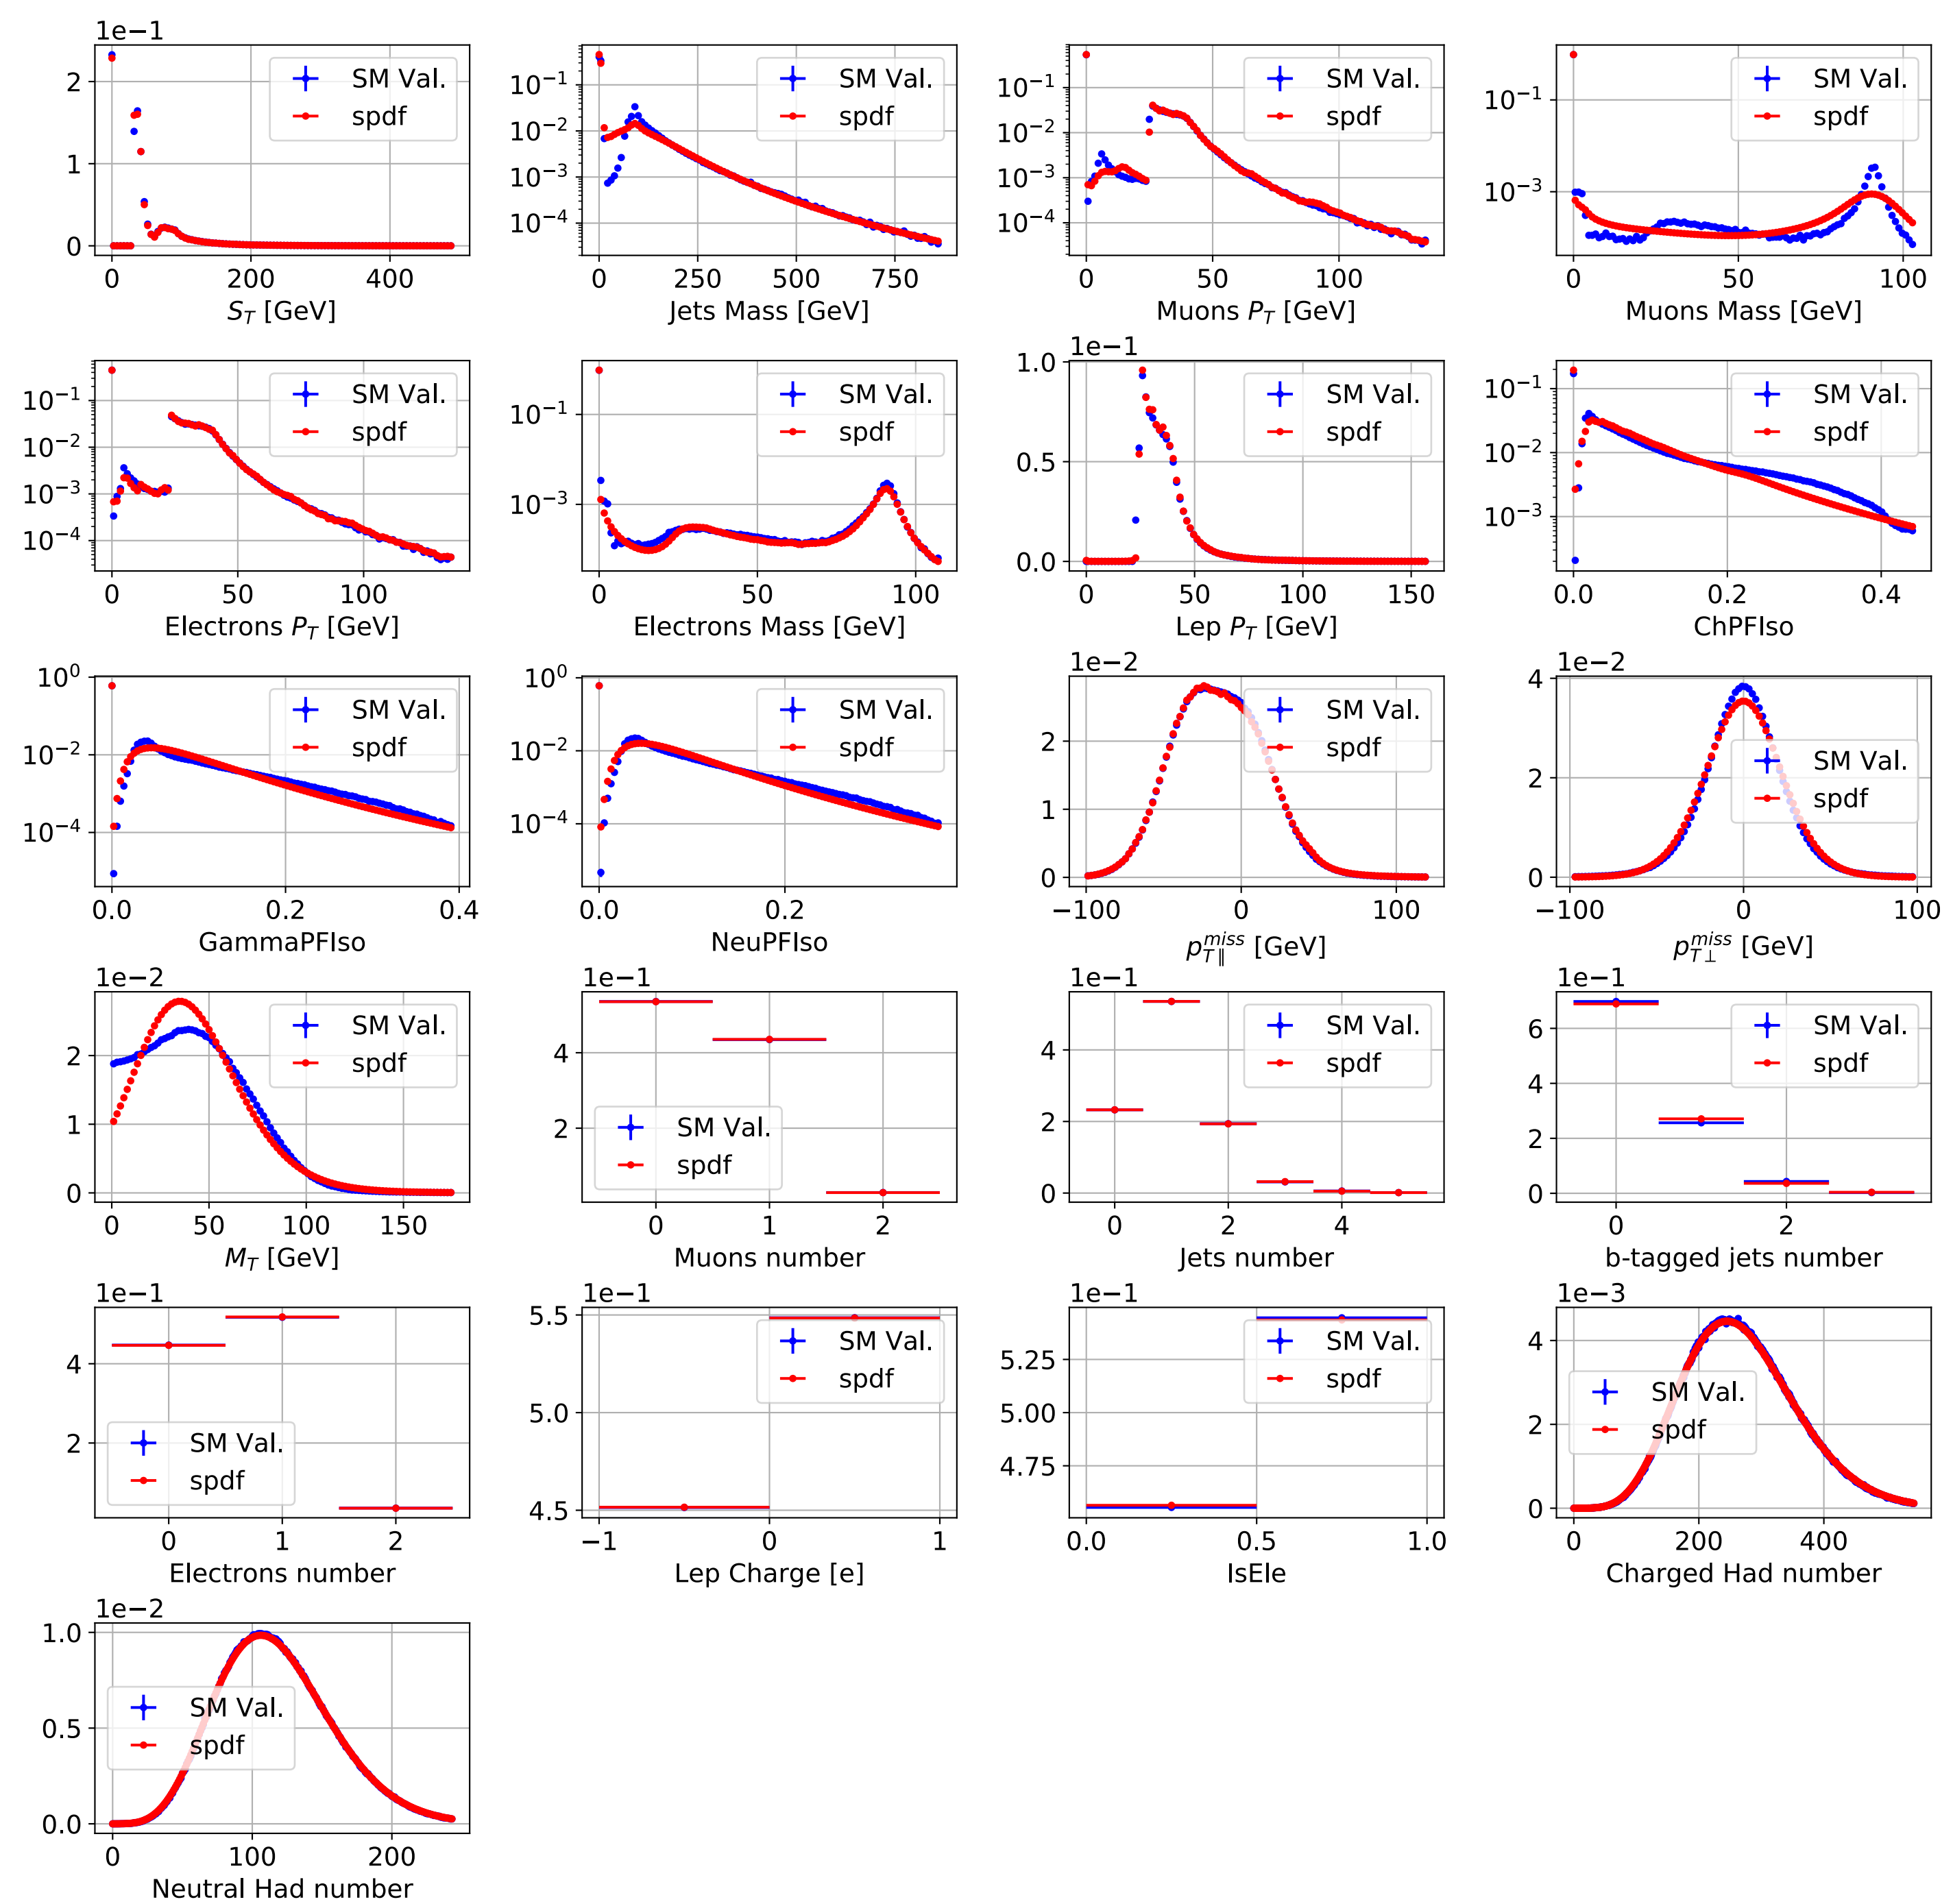 1e−1
2
1
0
0 200 400
S_T [GeV]
SM Val.
spdf
10^{−1}
10^{−2}
10^{−3}
10^{−4}
0 250 500 750
Jets Mass [GeV]
SM Val.
spdf
10^{−1}
10^{−2}
10^{−3}
10^{−4}
0 50 100
Muons P_T [GeV]
SM Val.
spdf
10^{−1}
10^{−3}
0 50 100
Muons Mass [GeV]
SM Val.
spdf
10^{−1}
10^{−2}
10^{−3}
10^{−4}
0 50 100
Electrons P_T [GeV]
SM Val.
spdf
10^{−1}
10^{−3}
0 50 100
Electrons Mass [GeV]
SM Val.
spdf
1e−1
1.0
0.5
0.0
0 50 100 150
Lep P_T [GeV]
SM Val.
spdf
10^{−1}
10^{−2}
10^{−3}
0.0 0.2 0.4
ChPFIso
SM Val.
spdf
10^0
10^{−2}
10^{−4}
0.0 0.2 0.4
GammaPFIso
SM Val.
spdf
10^0
10^{−2}
10^{−4}
0.0 0.2
NeuPFIso
SM Val.
spdf
1e−2
2
1
0
−100 0 100
p_{T∥}^{miss} [GeV]
SM Val.
spdf
1e−2
4
2
0
−100 0 100
p_{T⊥}^{miss} [GeV]
SM Val.
spdf
1e−2
2
1
0
0 50 100 150
M_T [GeV]
SM Val.
spdf
1e−1
4
2
0 1 2
Muons number
SM Val.
spdf
1e−1
4
2
0
0 2 4
Jets number
SM Val.
spdf
1e−1
6
4
2
0
0 2
b-tagged jets number
SM Val.
spdf
1e−1
4
2
0 1 2
Electrons number
SM Val.
spdf
1e−1
5.5
5.0
4.5
−1 0 1
Lep Charge [e]
SM Val.
spdf
1e−1
5.25
5.00
4.75
0.0 0.5 1.0
IsEle
SM Val.
spdf
1e−3
4
2
0
0 200 400
Charged Had number
SM Val.
spdf
1e−2
1.0
0.5
0.0
0 100 200
Neutral Had number
SM Val.
spdf